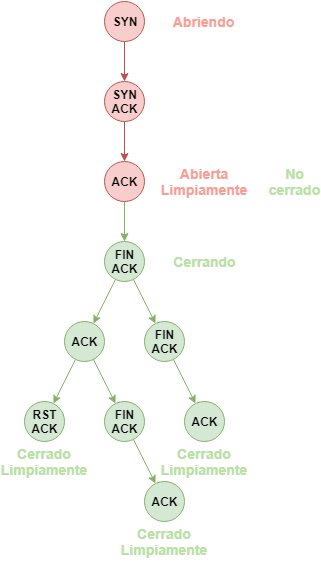 SYN
Abriendo
SYN
ACK
ACK
Abierta
Limpiamente
No
cerrado
FIN
ACK
Cerrando
ACK
FIN
ACK
RST
ACK
FIN
ACK
ACK
Cerrado
Limpiamente
Cerrado
Limpiamente
ACK
Cerrado
Limpiamente